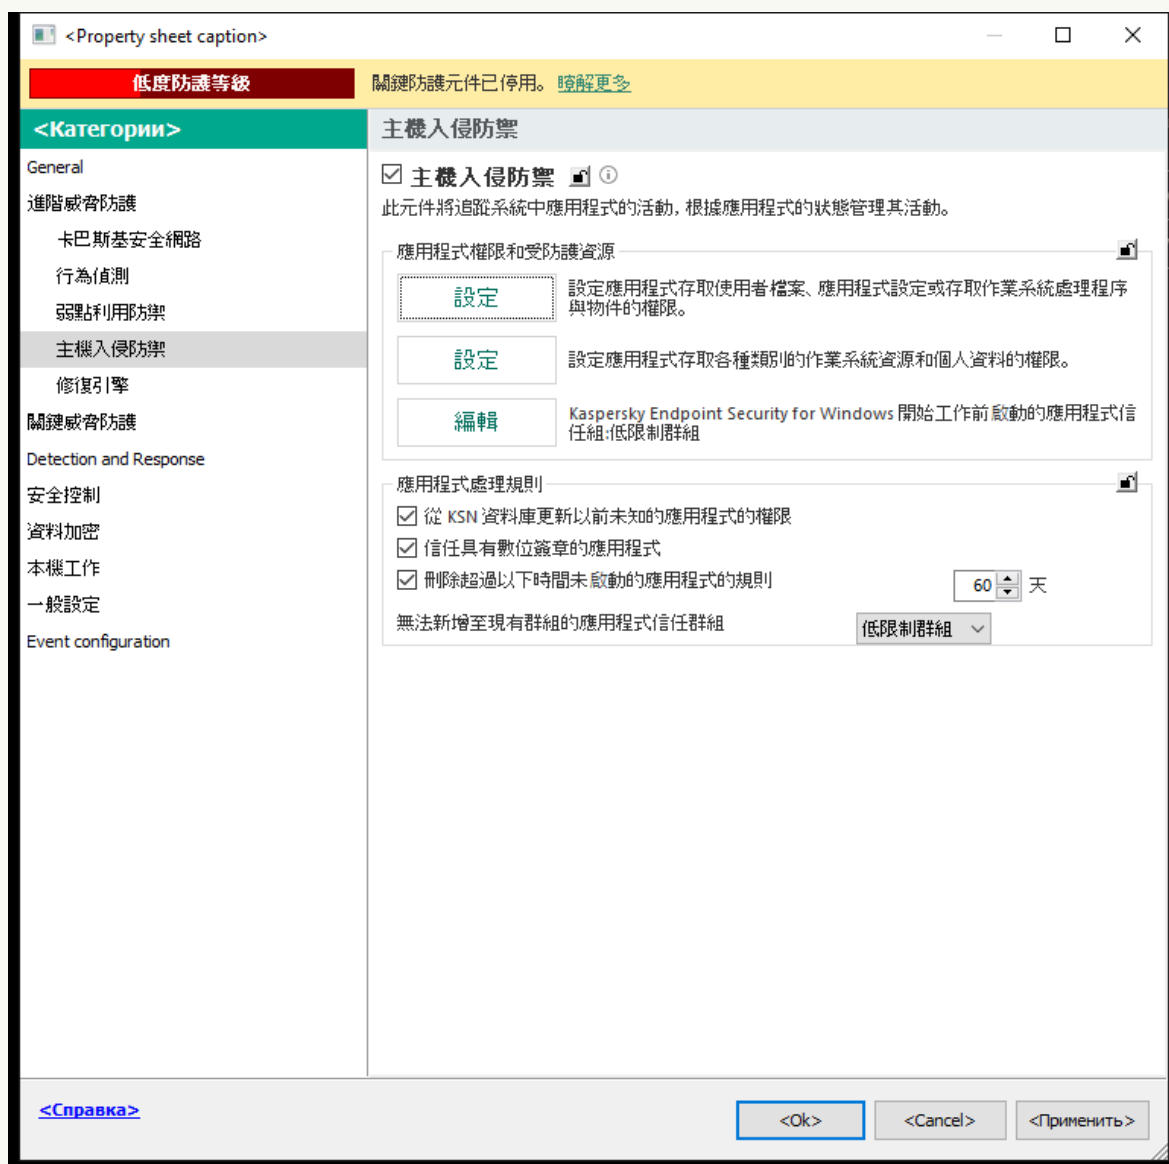 <Property sheet caption>
低度防護等級
關鍵防護元件已停用。 瞭解更多
<Категории>
General
進階威脅防護
卡巴斯基安全網路
行為偵測
弱點利用防禦
主機入侵防禦
修復引擎
關鍵威脅防護
Detection and Response
安全控制
資料加密
本機工作
一般設定
Event configuration
主機入侵防禦
主機入侵防禦
此元件將追蹤系統中應用程式的活動, 根據應用程式的狀態管理其活動。
應用程式權限和受防護資源
設定
設定應用程式存取使用者檔案、應用程式設定或存取作業系統處理程序
與物件的權限。
設定
設定應用程式存取各種類別的作業系統資源和個人資料的權限。
編輯
Kaspersky Endpoint Security for Windows 開始工作前啟動的應用程式信
任組:低限制群組
應用程式處理規則
從 KSN 資料庫更新以前未知的應用程式的權限
信任具有數位簽章的應用程式
刪除超過以下時間未啟動的應用程式的規則 60 天
無法新增至現有群組的應用程式信任群組 低限制群組
<Справка>
<Ok> <Cancel> <Применить>